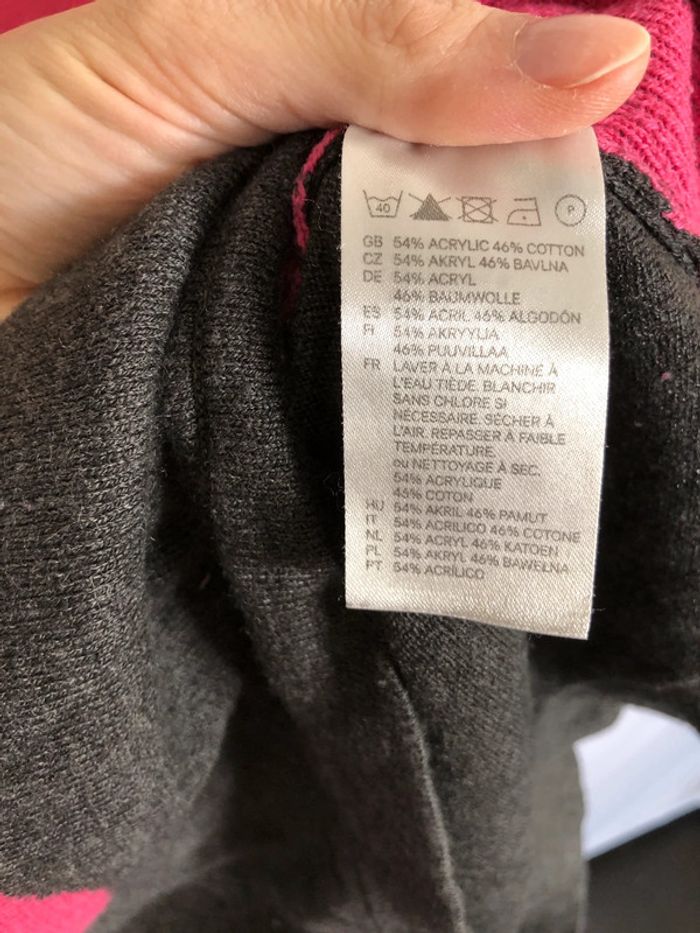 40 P
GB 54% ACRYLIC 46% COTTON
CZ 54% AKRYL 46% BAVLNA
DE 54% ACRYL
46% BAUMWOLLE
ES 54% ACRIL 46% ALGODÓN
FI 54% AKRYYLIA
46% PUUVILLAA
FR LAVER À LA MACHINE À
L'EAU TIÈDE. BLANCHIR
SANS CHLORE SI
NÉCESSAIRE. SÉCHER À
L'AIR. REPASSER À FAIBLE
TEMPÉRATURE.
ou NETTOYAGE À SEC.
54% ACRYLIQUE
46% COTON
HU 54% AKRIL 46% PAMUT
IT 54% ACRILICO 46% COTONE
NL 54% ACRYL 46% KATOEN
PL 54% AKRYL 46% BAWEŁNA
PT 54% ACRÍLICO